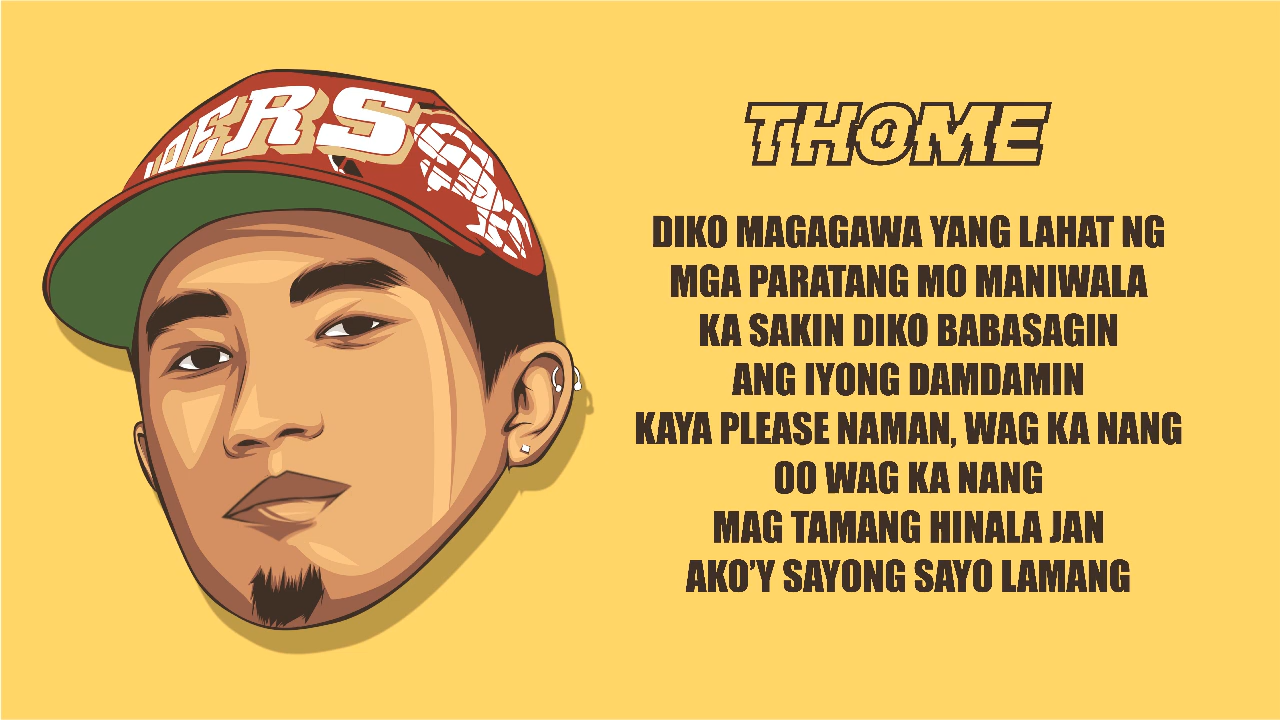 THOME
DIKO MAGAGAWA YANG LAHAT NG
MGA PARATANG MO MANIWALA
KA SAKIN DIKO BABASAGIN
ANG IYONG DAMDAMIN
KAYA PLEASE NAMAN, WAG KA NANG
OO WAG KA NANG
MAG TAMANG HINALA JAN
AKO'Y SAYONG SAYO LAMANG